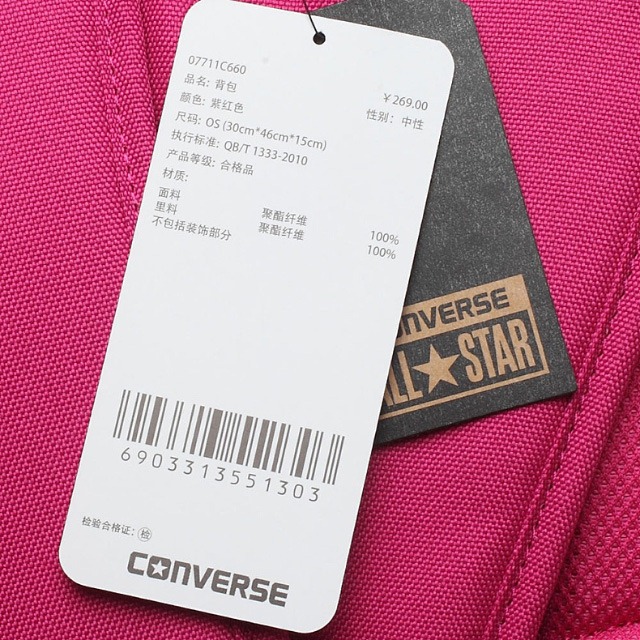 07711C660
品名: 背包
¥269.00
颜色: 紫红色
性别: 中性
尺码: OS (30cm*46cm*15cm)
执行标准: QB/T 1333-2010
产品等级: 合格品
材质:
面料 聚酯纤维 100%
里料 聚酯纤维 100%
不包括装饰部分
6903313551303
检验合格证: 检
CONVERSE
ONVERSE
ALL★STAR